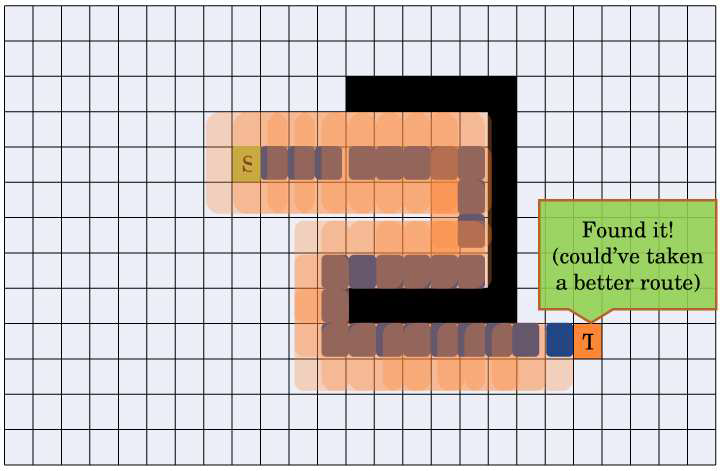 S
Found it!
(could've taken
a better route)
T